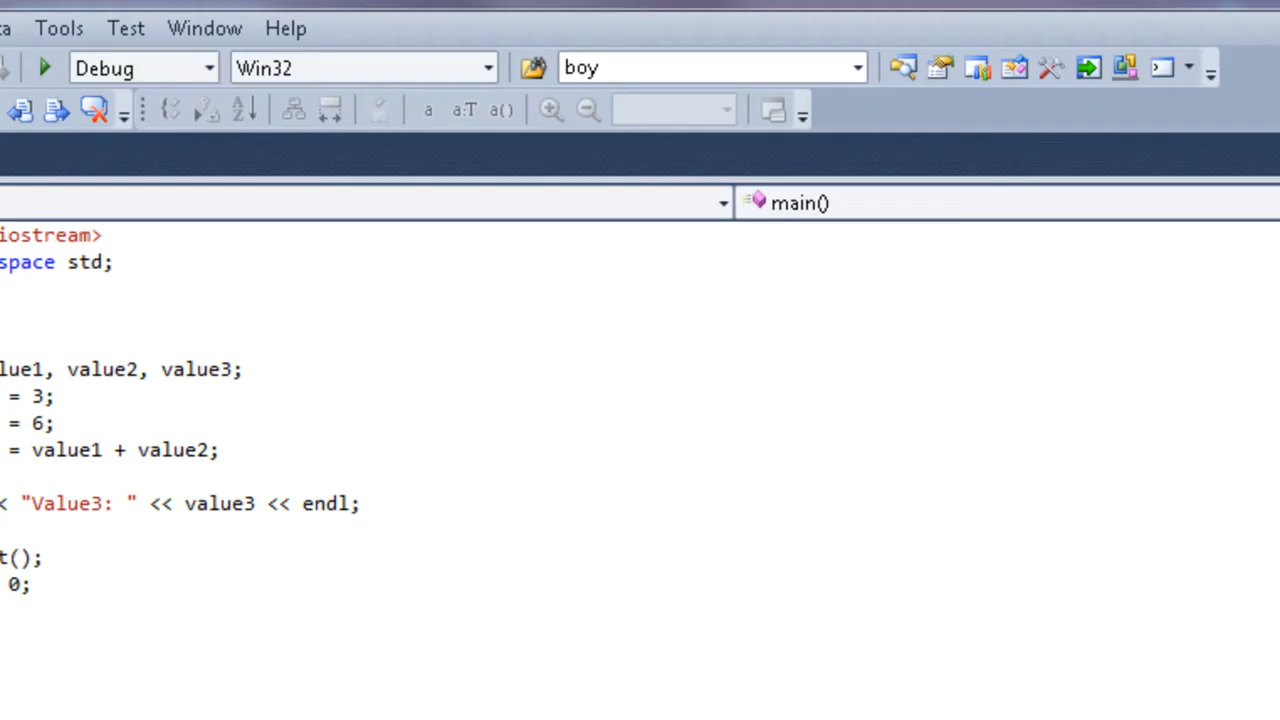 a Tools Test Window Help
Debug Win32 boy
a a:T a()
main()
iostream>
space std;
lue1, value2, value3;
= 3;
= 6;
= value1 + value2;
< "Value3: " << value3 << endl;
t();
0;